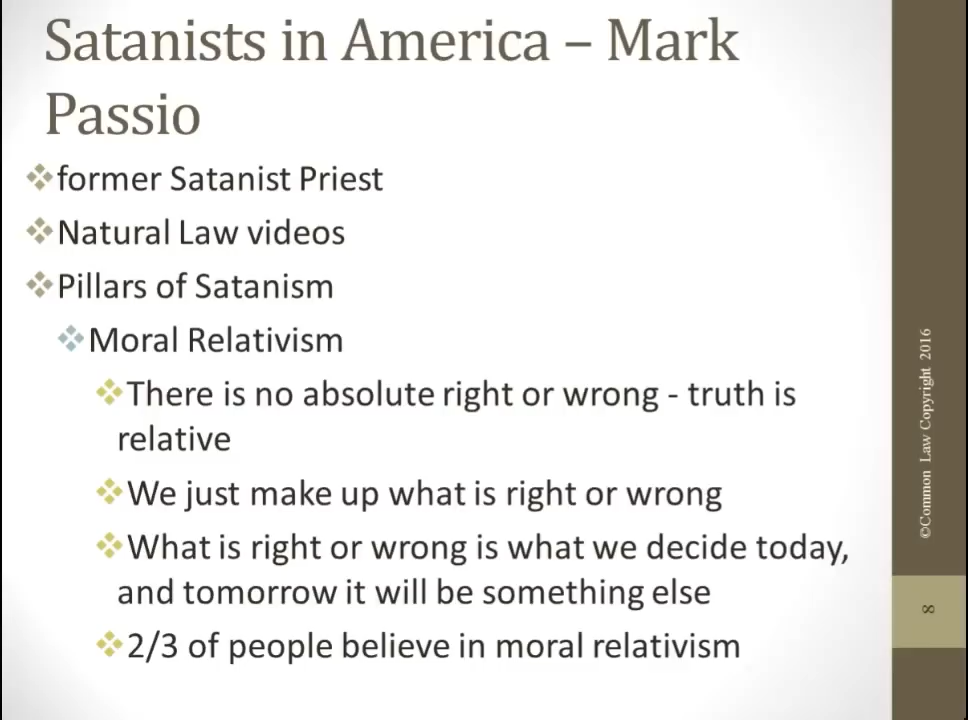 Satanists in America – Mark
Passio
former Satanist Priest
Natural Law videos
Pillars of Satanism
Moral Relativism
There is no absolute right or wrong - truth is
relative
We just make up what is right or wrong
What is right or wrong is what we decide today,
and tomorrow it will be something else
2/3 of people believe in moral relativism
©Common Law Copyright 2016
8